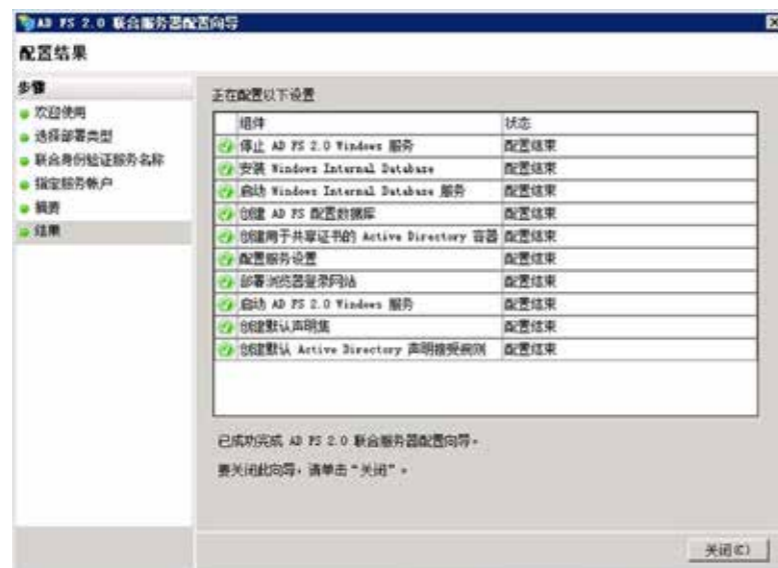 AD FS 2.0 联合服务器配置向导
配置结果
步骤
欢迎使用
选择部署类型
联合身份验证服务名称
指定服务帐户
摘要
结果
正在配置以下设置
组件 状态
停止 AD FS 2.0 Windows 服务 配置结束
安装 Windows Internal Database 配置结束
启动 Windows Internal Database 服务 配置结束
创建 AD FS 配置数据库 配置结束
创建用于共享证书的 Active Directory 容器 配置结束
配置服务设置 配置结束
部署浏览器登录网站 配置结束
启动 AD FS 2.0 Windows 服务 配置结束
创建默认声明集 配置结束
创建默认 Active Directory 声明接受规则 配置结束
已成功完成 AD FS 2.0 联合服务器配置向导。
要关闭此向导，请单击“关闭”。
关闭(C)